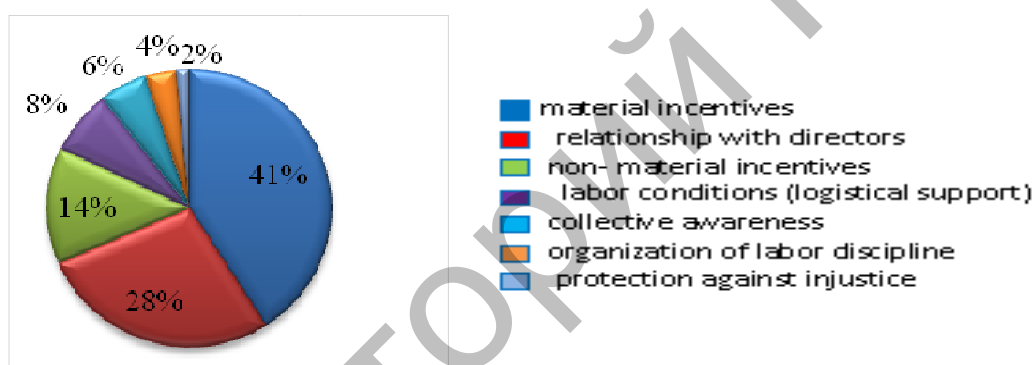 4%
2%
6%
8%
41%
14%
28%
material incentives
relationship with directors
non- material incentives
labor conditions (logistical support)
collective awareness
organization of labor discipline
protection against injustice
торий